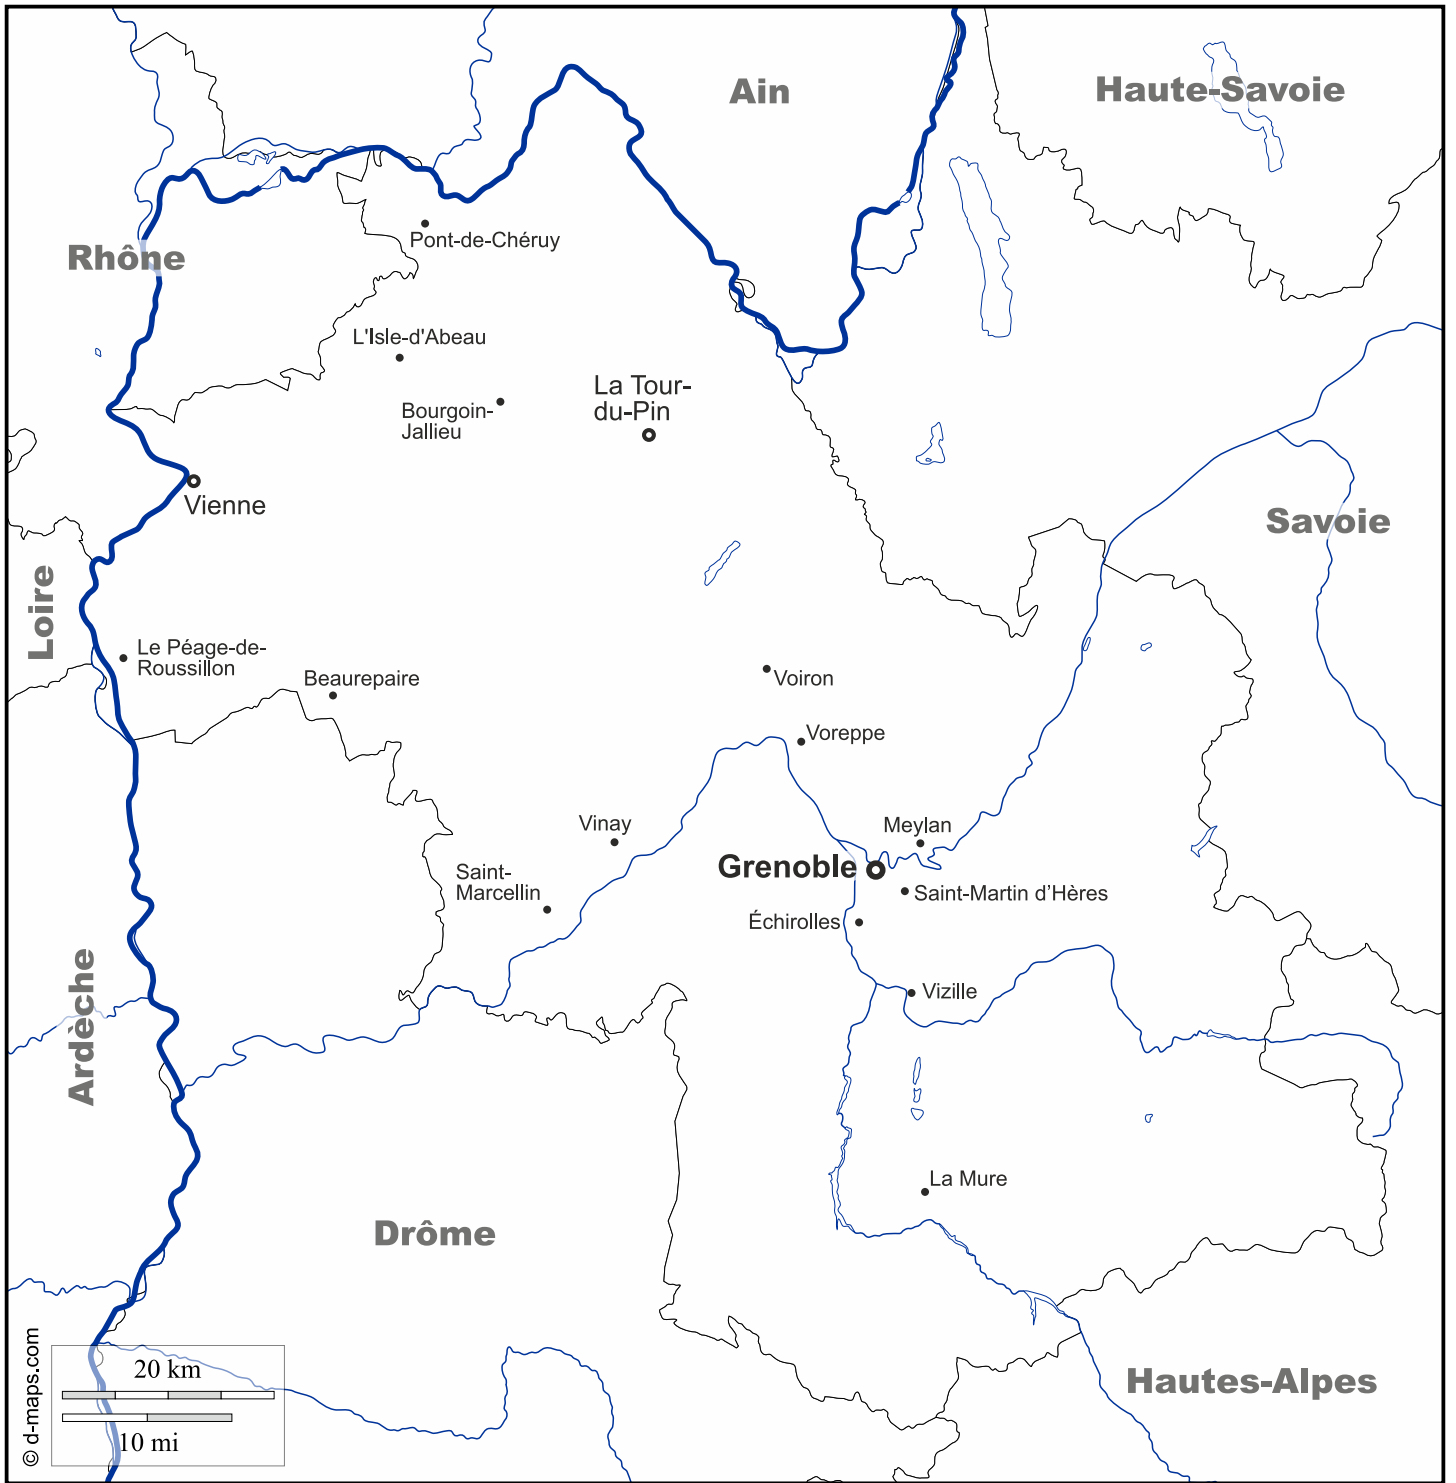 Ain
Haute-Savoie
Pont-de-Chéruy
Rhône
L'Isle-d'Abeau
La Tour-
du-Pin
Bourgoin-
Jallieu
Vienne
Savoie
Loire
Le Péage-de-
Roussillon
Beaurepaire
Voiron
Voreppe
Vinay
Meylan
Grenoble
Saint-
Marcellin
Saint-Martin d'Hères
Échirolles
Vizille
Ardèche
La Mure
Drôme
Hautes-Alpes
20 km
10 mi
© d-maps.com